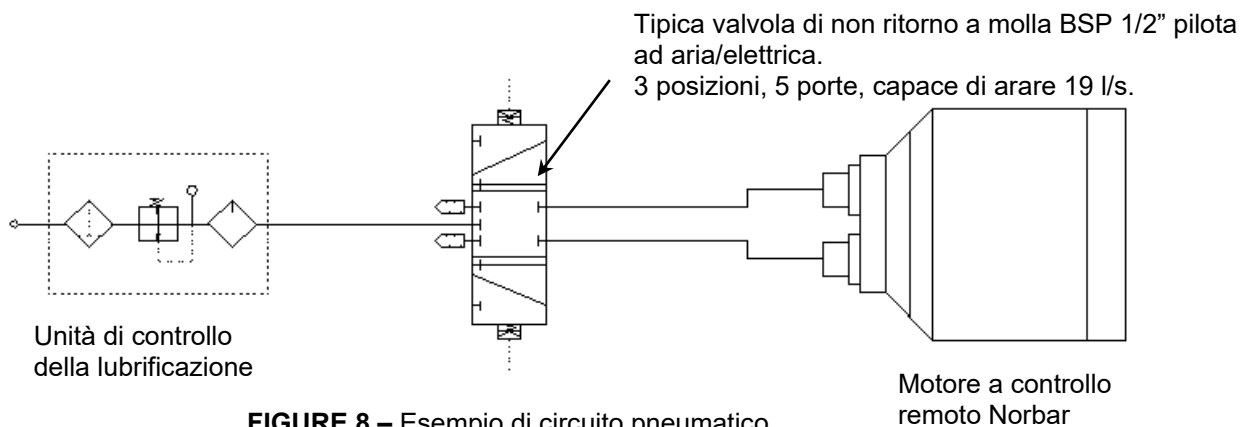 Tipica valvola di non ritorno a molla BSP 1/2” pilota
ad aria/elettrica.
3 posizioni, 5 porte, capace di arare 19 l/s.
Unità di controllo
della lubrificazione
Motore a controllo
remoto Norbar
FIGURE 8 – Esempio di circuito pneumatico